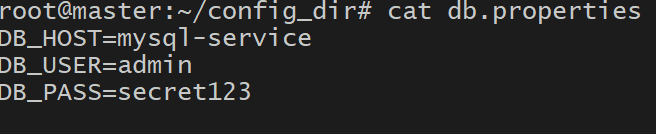 root@master:~/config_dir# cat db.properties
DB_HOST=mysql-service
DB_USER=admin
DB_PASS=secret123